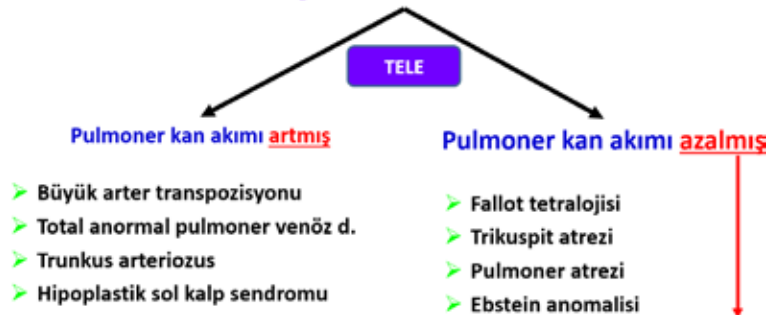 TELE
Pulmoner kan akımı artmış
Büyük arter transpozisyonu
Total anormal pulmoner venöz d.
Trunkus arteriozus
Hipoplastik sol kalp sendromu
Pulmoner kan akımı azalmış
Fallot tetralojisi
Trikuspit atrezi
Pulmoner atrezi
Ebstein anomalisi